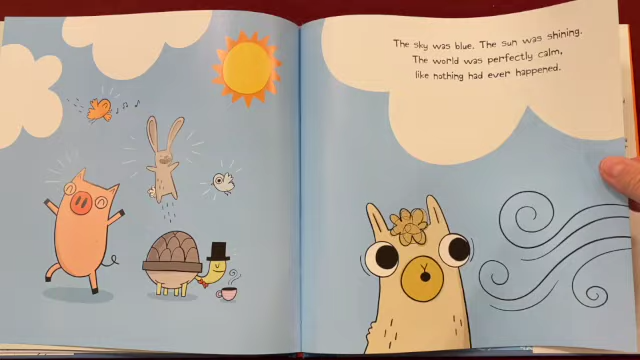 The sky was blue. The sun was shining.
The world was perfectly calm,
like nothing had ever happened.